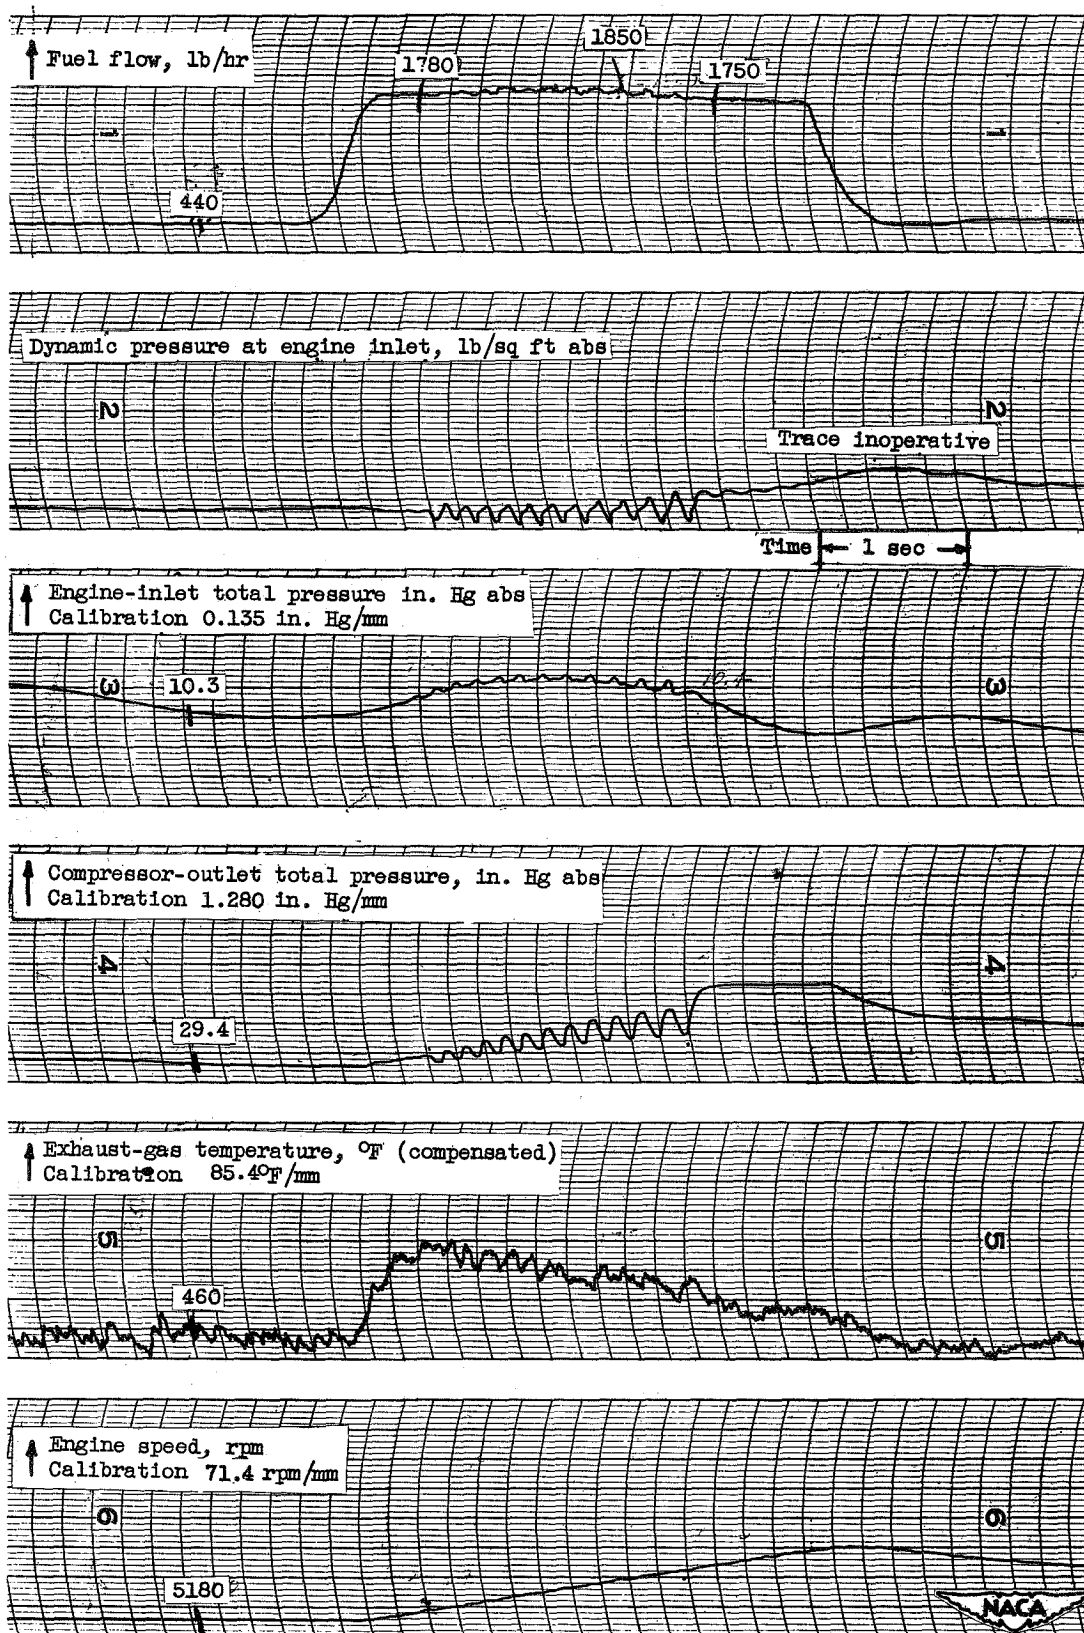 Fuel flow, lb/hr
1780
1850
1750
1
1
440
Dynamic pressure at engine inlet, lb/sq ft abs
2
2
Trace inoperative
Time 1 sec
Engine-inlet total pressure in. Hg abs
Calibration 0.135 in. Hg/mm
3
10.3
3
Compressor-outlet total pressure, in. Hg abs
Calibration 1.280 in. Hg/mm
4
4
29.4
Exhaust-gas temperature, °F (compensated)
Calibration 85.4°F/mm
5
5
460
Engine speed, rpm
Calibration 71.4 rpm/mm
6
6
5180
NACA